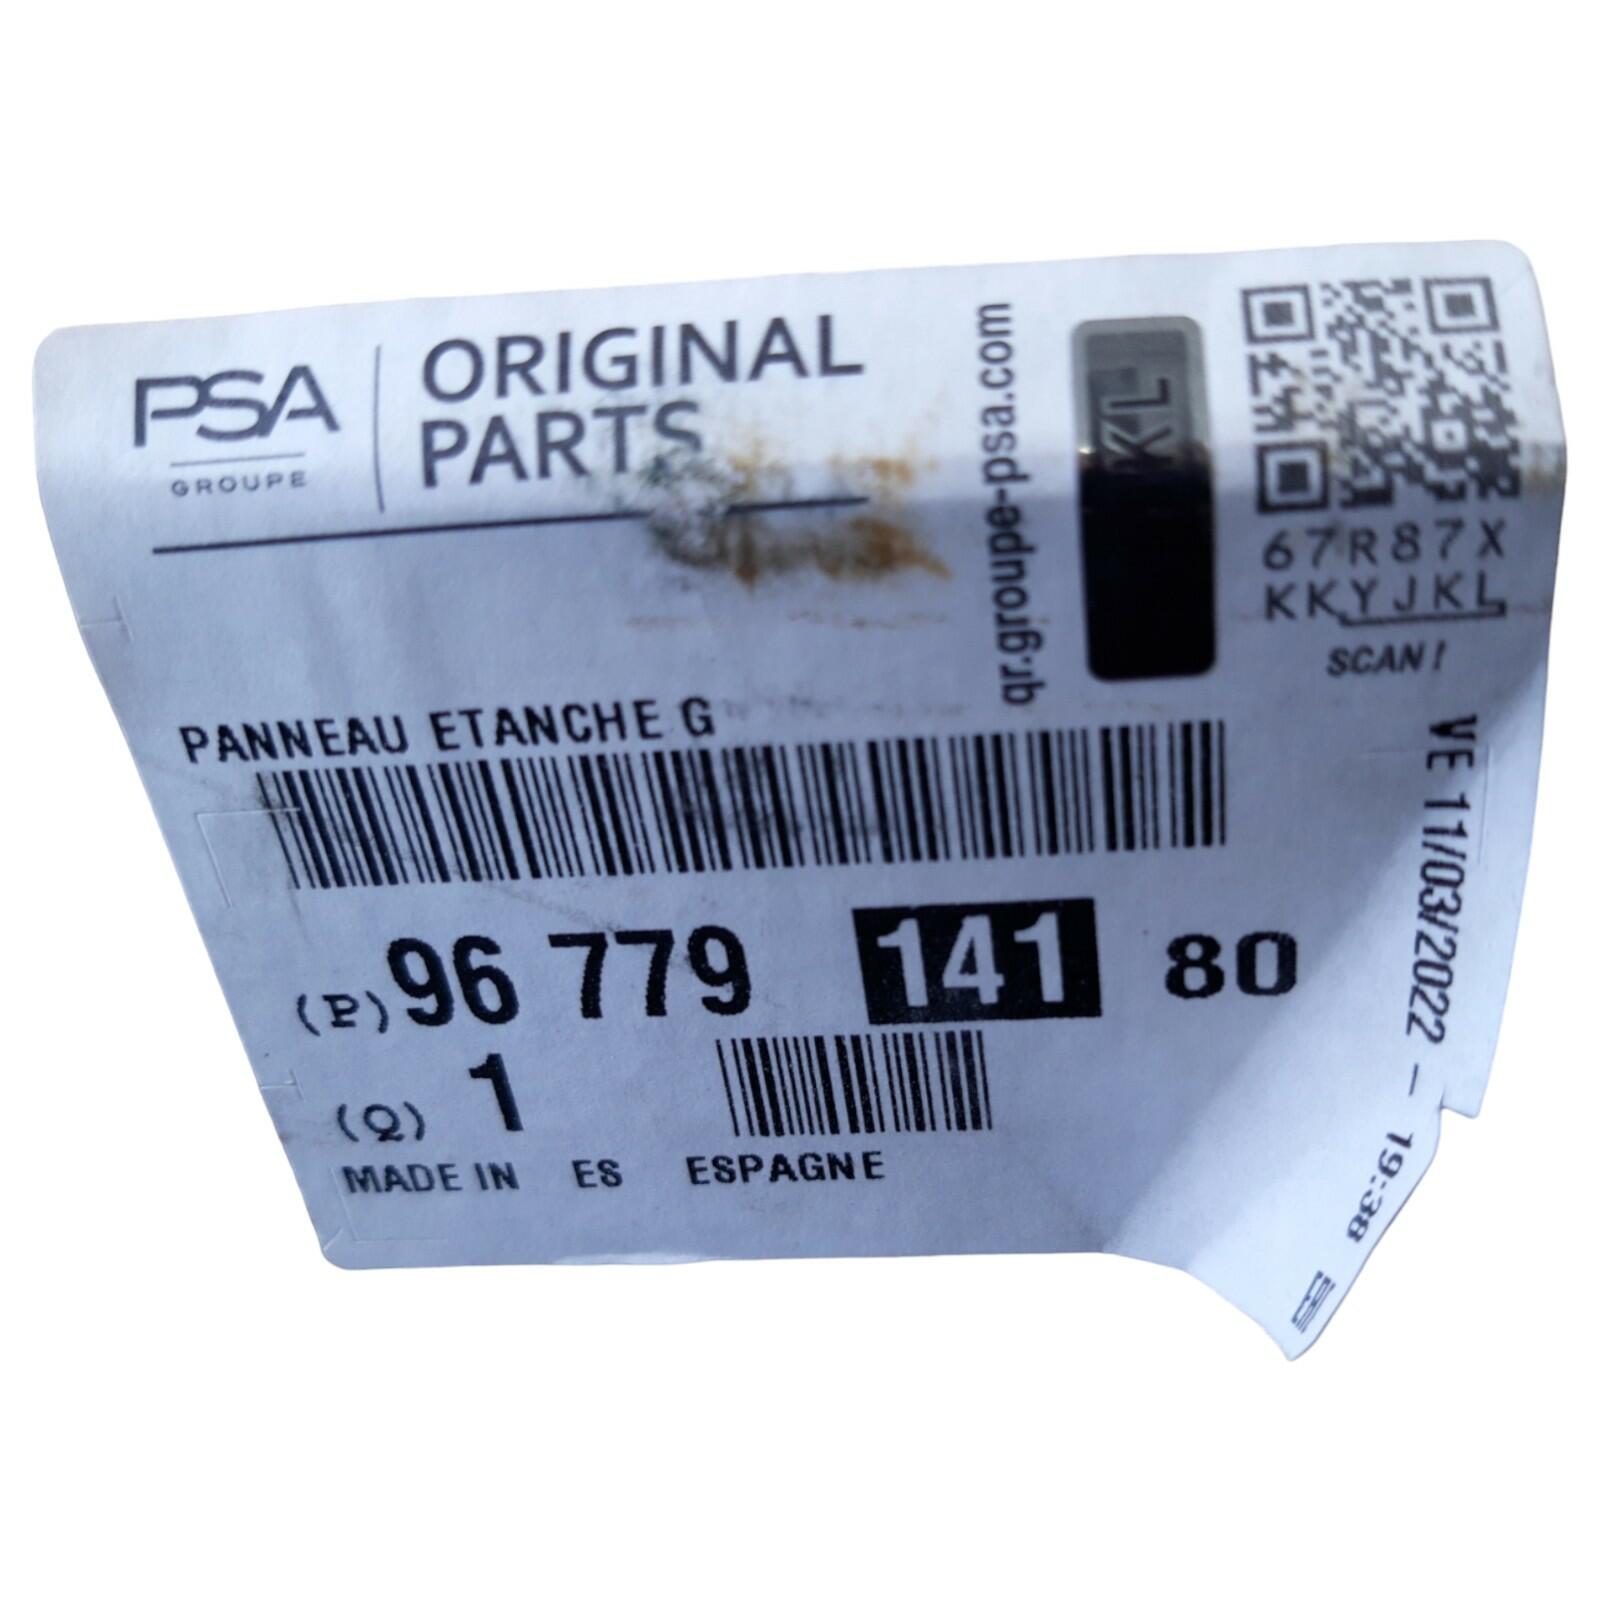 PSA
GROUPE
ORIGINAL
PARTS
qr.groupe-psa.com
KL
67R87X
KKYJKL
SCAN!
PANNEAU ETANCHE G
(P) 96 779 141 80
(Q) 1
MADE IN ES ESPAGNE
VE 11/03/2022 - 19:38